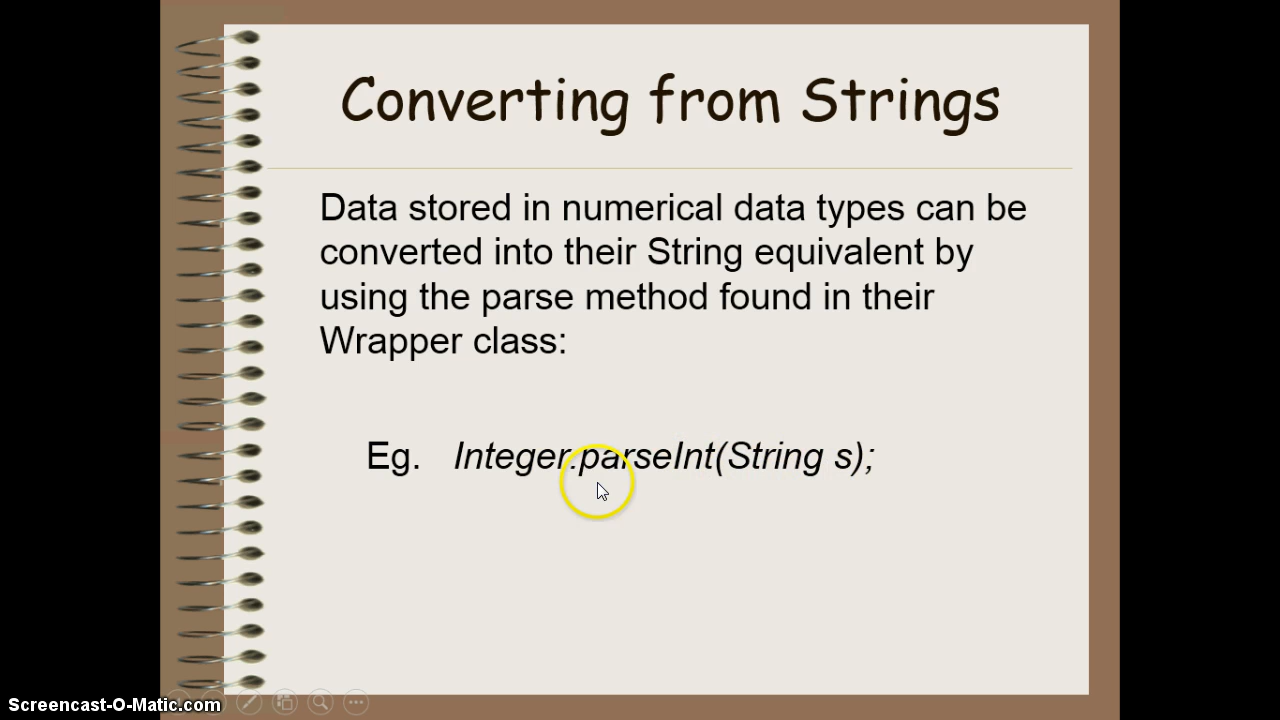 Converting from Strings
Data stored in numerical data types can be
converted into their String equivalent by
using the parse method found in their
Wrapper class:
Eg. Integer.parseInt(String s);
Screencast-O-Matic.com